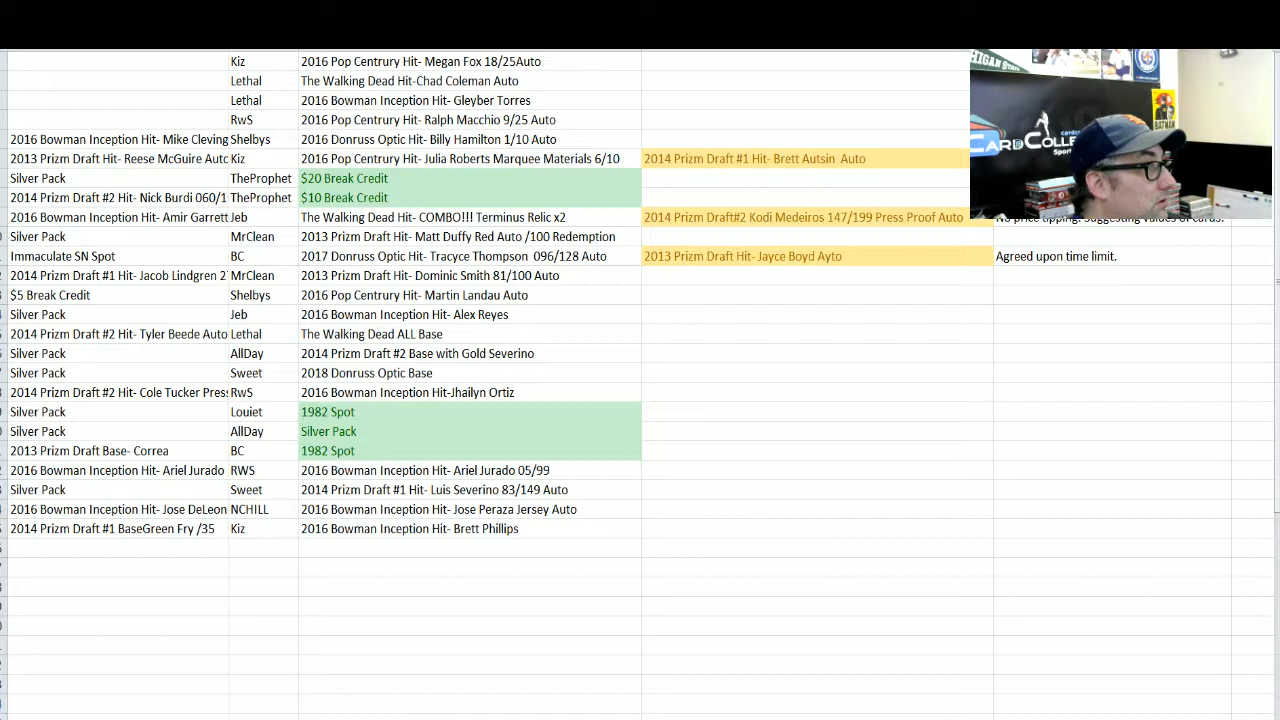 Kiz 2016 Pop Centrury Hit- Megan Fox 18/25Auto
Lethal The Walking Dead Hit-Chad Coleman Auto
Lethal 2016 Bowman Inception Hit- Gleyber Torres
RwS 2016 Pop Centrury Hit- Ralph Macchio 9/25 Auto
2016 Bowman Inception Hit- Mike Cleving Shelbys 2016 Donruss Optic Hit- Billy Hamilton 1/10 Auto
2013 Prizm Draft Hit- Reese McGuire Auto Kiz 2016 Pop Centrury Hit- Julia Roberts Marquee Materials 6/10 2014 Prizm Draft #1 Hit- Brett Autsin Auto
Silver Pack TheProphet $20 Break Credit
2014 Prizm Draft #2 Hit- Nick Burdi 060/1 TheProphet $10 Break Credit
2016 Bowman Inception Hit- Amir Garrett Jeb The Walking Dead Hit- COMBO!!! Terminus Relic x2 2014 Prizm Draft#2 Kodi Medeiros 147/199 Press Proof Auto No price tipping. Suggesting values of cards.
Silver Pack MrClean 2013 Prizm Draft Hit- Matt Duffy Red Auto /100 Redemption
Immaculate SN Spot BC 2017 Donruss Optic Hit- Tracyce Thompson 096/128 Auto 2013 Prizm Draft Hit- Jayce Boyd Ayto Agreed upon time limit.
2014 Prizm Draft #1 Hit- Jacob Lindgren 2 MrClean 2013 Prizm Draft Hit- Dominic Smith 81/100 Auto
$5 Break Credit Shelbys 2016 Pop Centrury Hit- Martin Landau Auto
Silver Pack Jeb 2016 Bowman Inception Hit- Alex Reyes
2014 Prizm Draft #2 Hit- Tyler Beede Auto Lethal The Walking Dead ALL Base
Silver Pack AllDay 2014 Prizm Draft #2 Base with Gold Severino
Silver Pack Sweet 2018 Donruss Optic Base
2014 Prizm Draft #2 Hit- Cole Tucker Press RwS 2016 Bowman Inception Hit-Jhailyn Ortiz
Silver Pack Louiet 1982 Spot
Silver Pack AllDay Silver Pack
2013 Prizm Draft Base- Correa BC 1982 Spot
2016 Bowman Inception Hit- Ariel Jurado RWS 2016 Bowman Inception Hit- Ariel Jurado 05/99
Silver Pack Sweet 2014 Prizm Draft #1 Hit- Luis Severino 83/149 Auto
2016 Bowman Inception Hit- Jose DeLeon NCHILL 2016 Bowman Inception Hit- Jose Peraza Jersey Auto
2014 Prizm Draft #1 BaseGreen Fry /35 Kiz 2016 Bowman Inception Hit- Brett Phillips
HIGAN STATE
BATMAN
CARDCOLLE